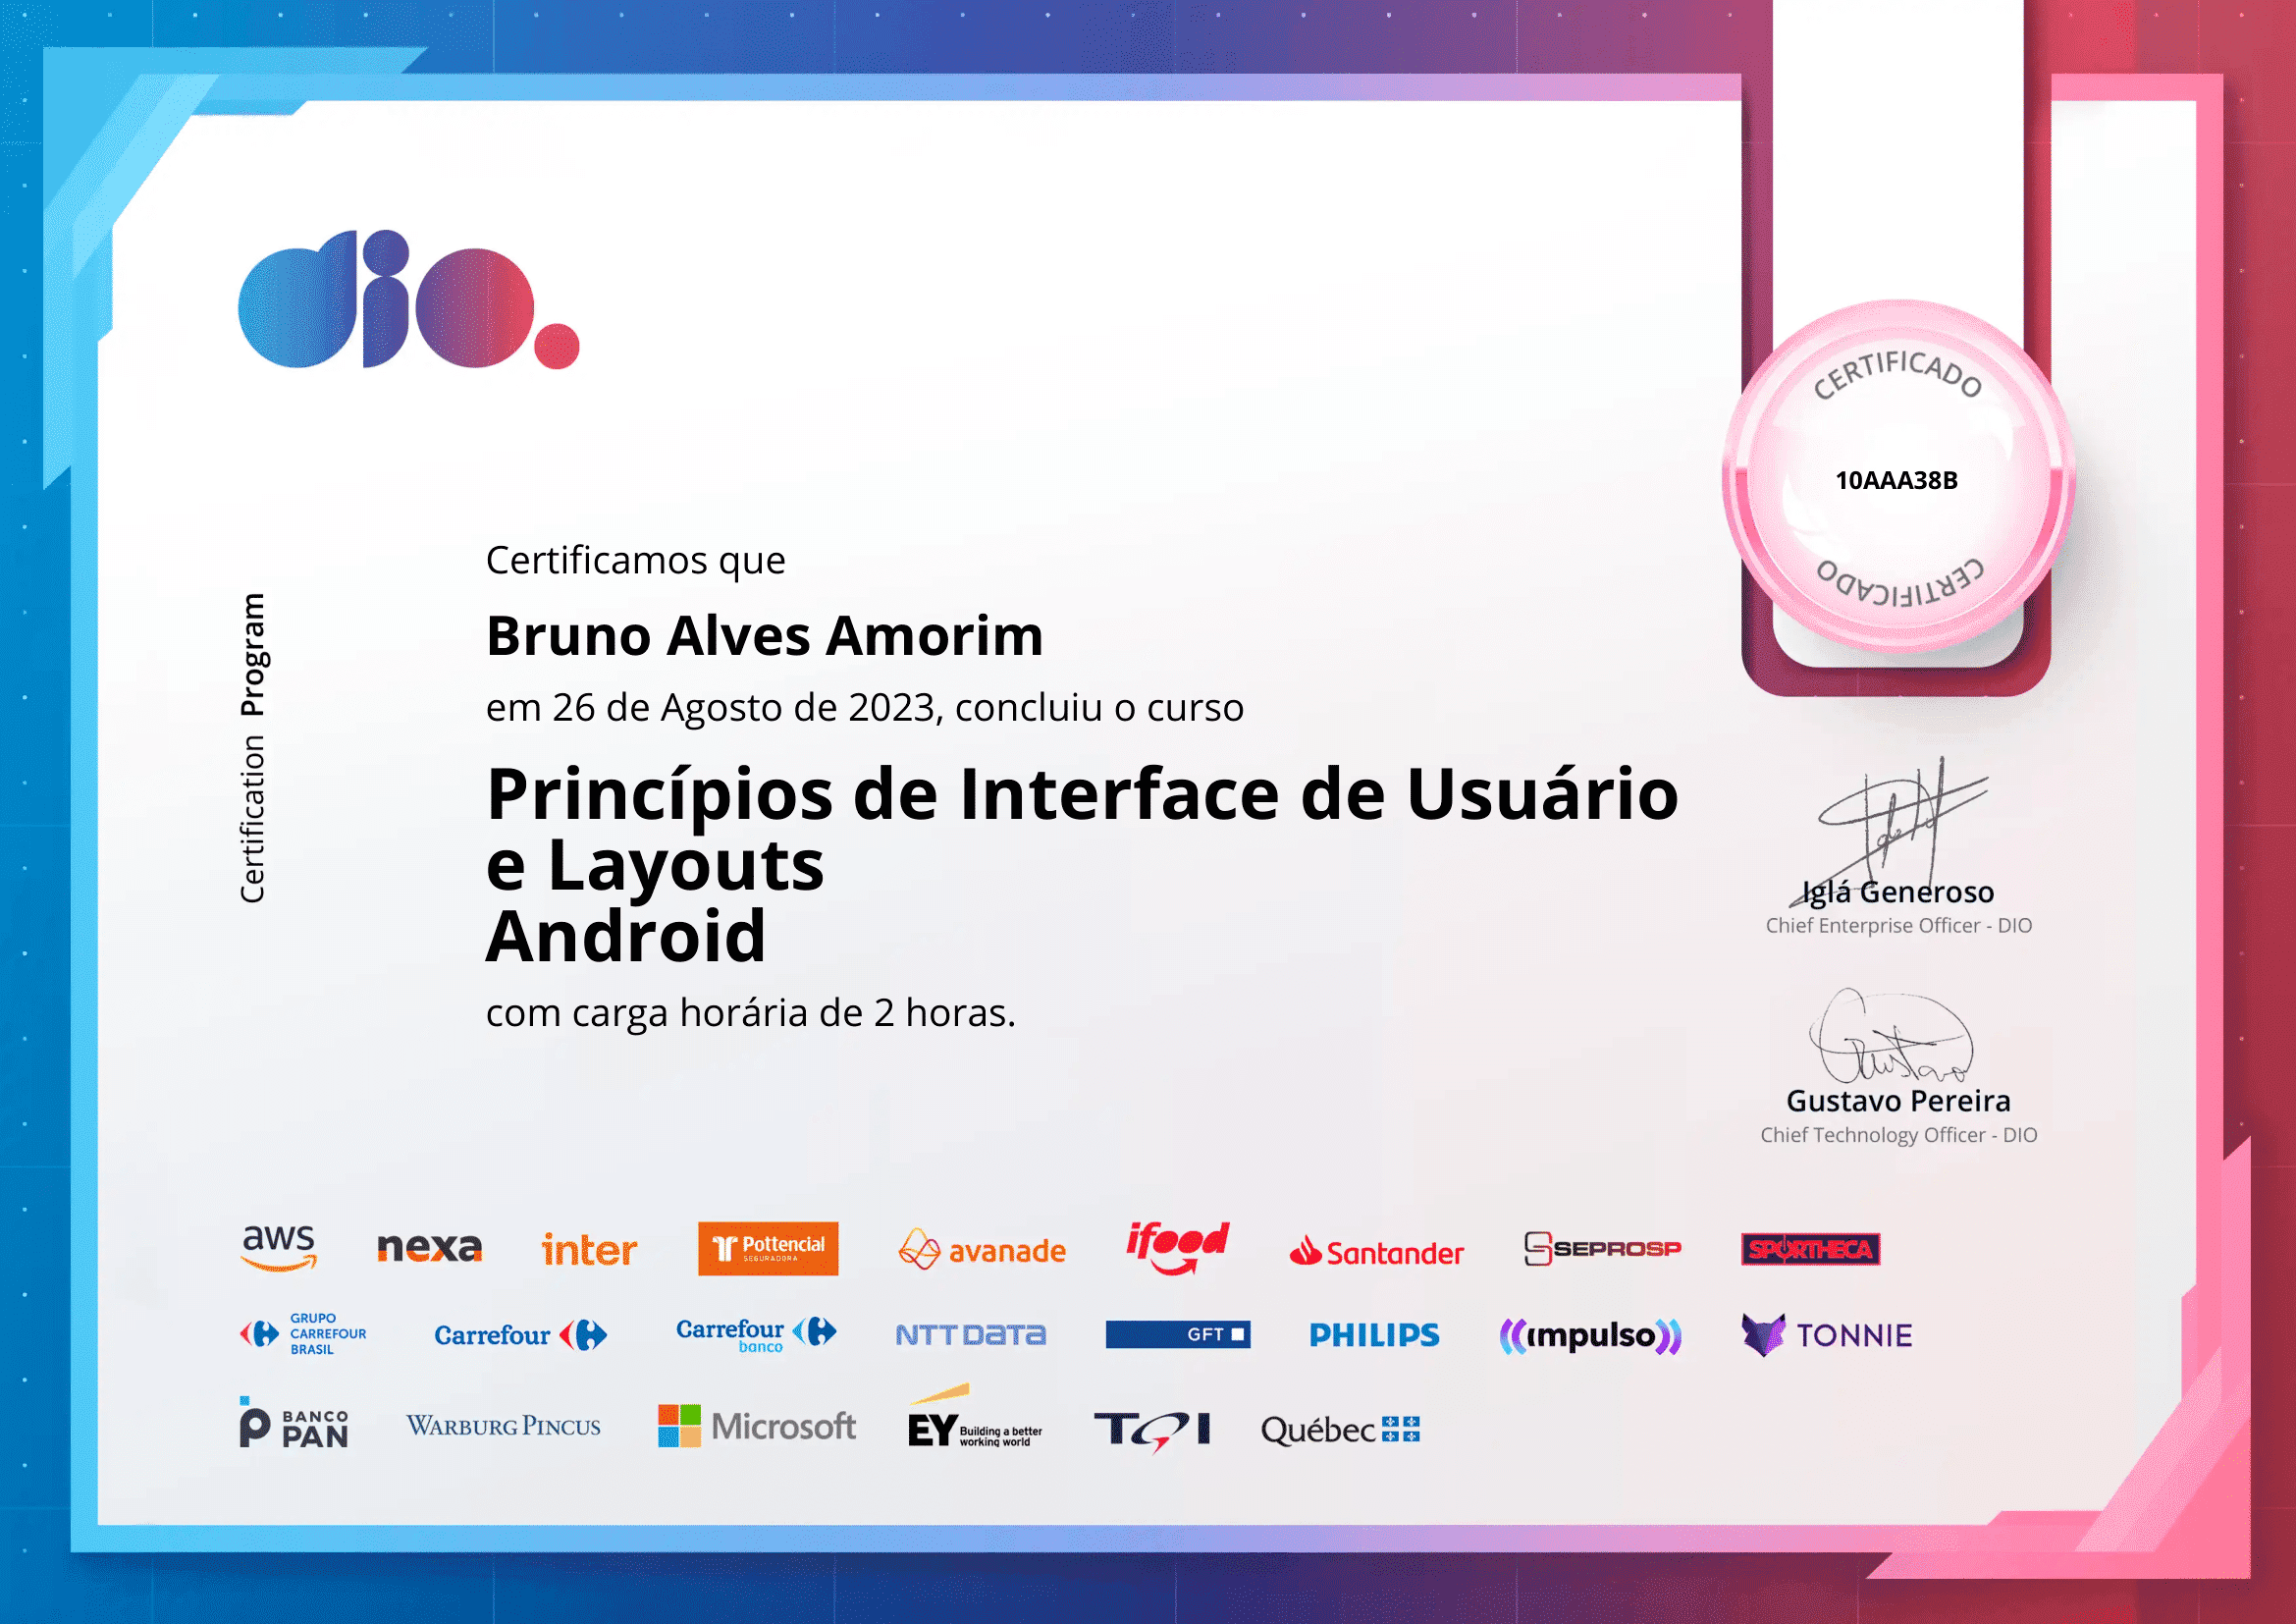 dio.
CERTIFICADO
10AAA38B
CERTIFICADO
Certification Program
Certificamos que
Bruno Alves Amorim
em 26 de Agosto de 2023, concluiu o curso
Princípios de Interface de Usuário
e Layouts
Android
com carga horária de 2 horas.
Iglá Generoso
Chief Enterprise Officer - DIO
Gustavo
Gustavo Pereira
Chief Technology Officer - DIO
aws nexa inter Pottencial SEGURADORA avanade ifood Santander SEPROSP SPORTHECA
GRUPO CARREFOUR BRASIL Carrefour Carrefour banco NTT DATA GFT PHILIPS impulso TONNIE
BANCO PAN WARBURG PINCUS Microsoft EY Building a better working world TQI Québec